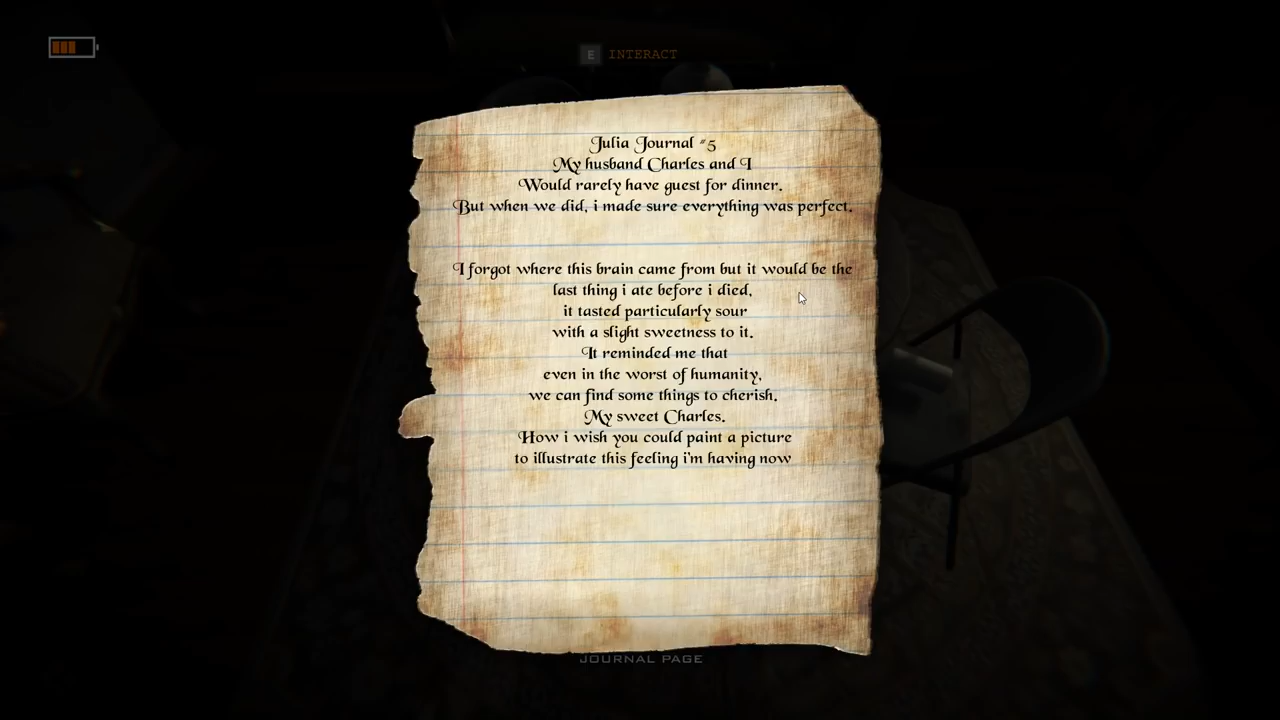 E INTERACT
Julia Journal #5
My husband Charles and I
Would rarely have guest for dinner.
But when we did, i made sure everything was perfect.
I forgot where this brain came from but it would be the
last thing i ate before i died,
it tasted particularly sour
with a slight sweetness to it.
It reminded me that
even in the worst of humanity,
we can find some things to cherish.
My sweet Charles.
How i wish you could paint a picture
to illustrate this feeling i'm having now
JOURNAL PAGE